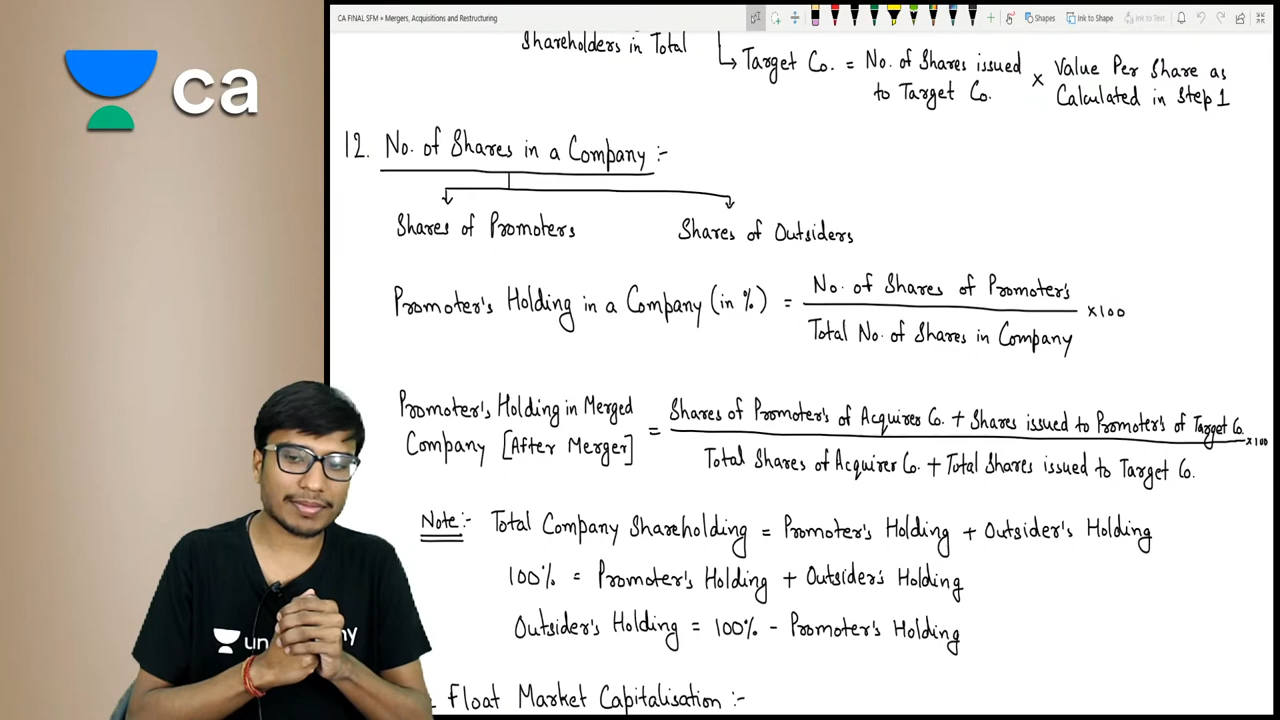 CA FINAL SFM » Mergers, Acquisitions and Restructuring
Shapes
Ink to Shape
Ink to Text
ca
Shareholders in Total
Target Co. = No. of Shares issued to Target Co. × Value Per Share as Calculated in Step 1
12. No. of Shares in a Company :-
Shares of Promoters
Shares of Outsiders
Promoter's Holding in a Company (in %) = No. of Shares of Promoter's
Total No. of Shares in Company
×100
Promoter's Holding in Merged Company [After Merger] = Shares of Promoter's of Acquirer Co. + Shares issued to Promoter's of Target Co.
Total Shares of Acquirer Co. + Total Shares issued to Target Co.
×100
Note:- Total Company Shareholding = Promoter's Holding + Outsider's Holding
100% = Promoter's Holding + Outsider's Holding
Outsider's Holding = 100% - Promoter's Holding
Float Market Capitalisation :-